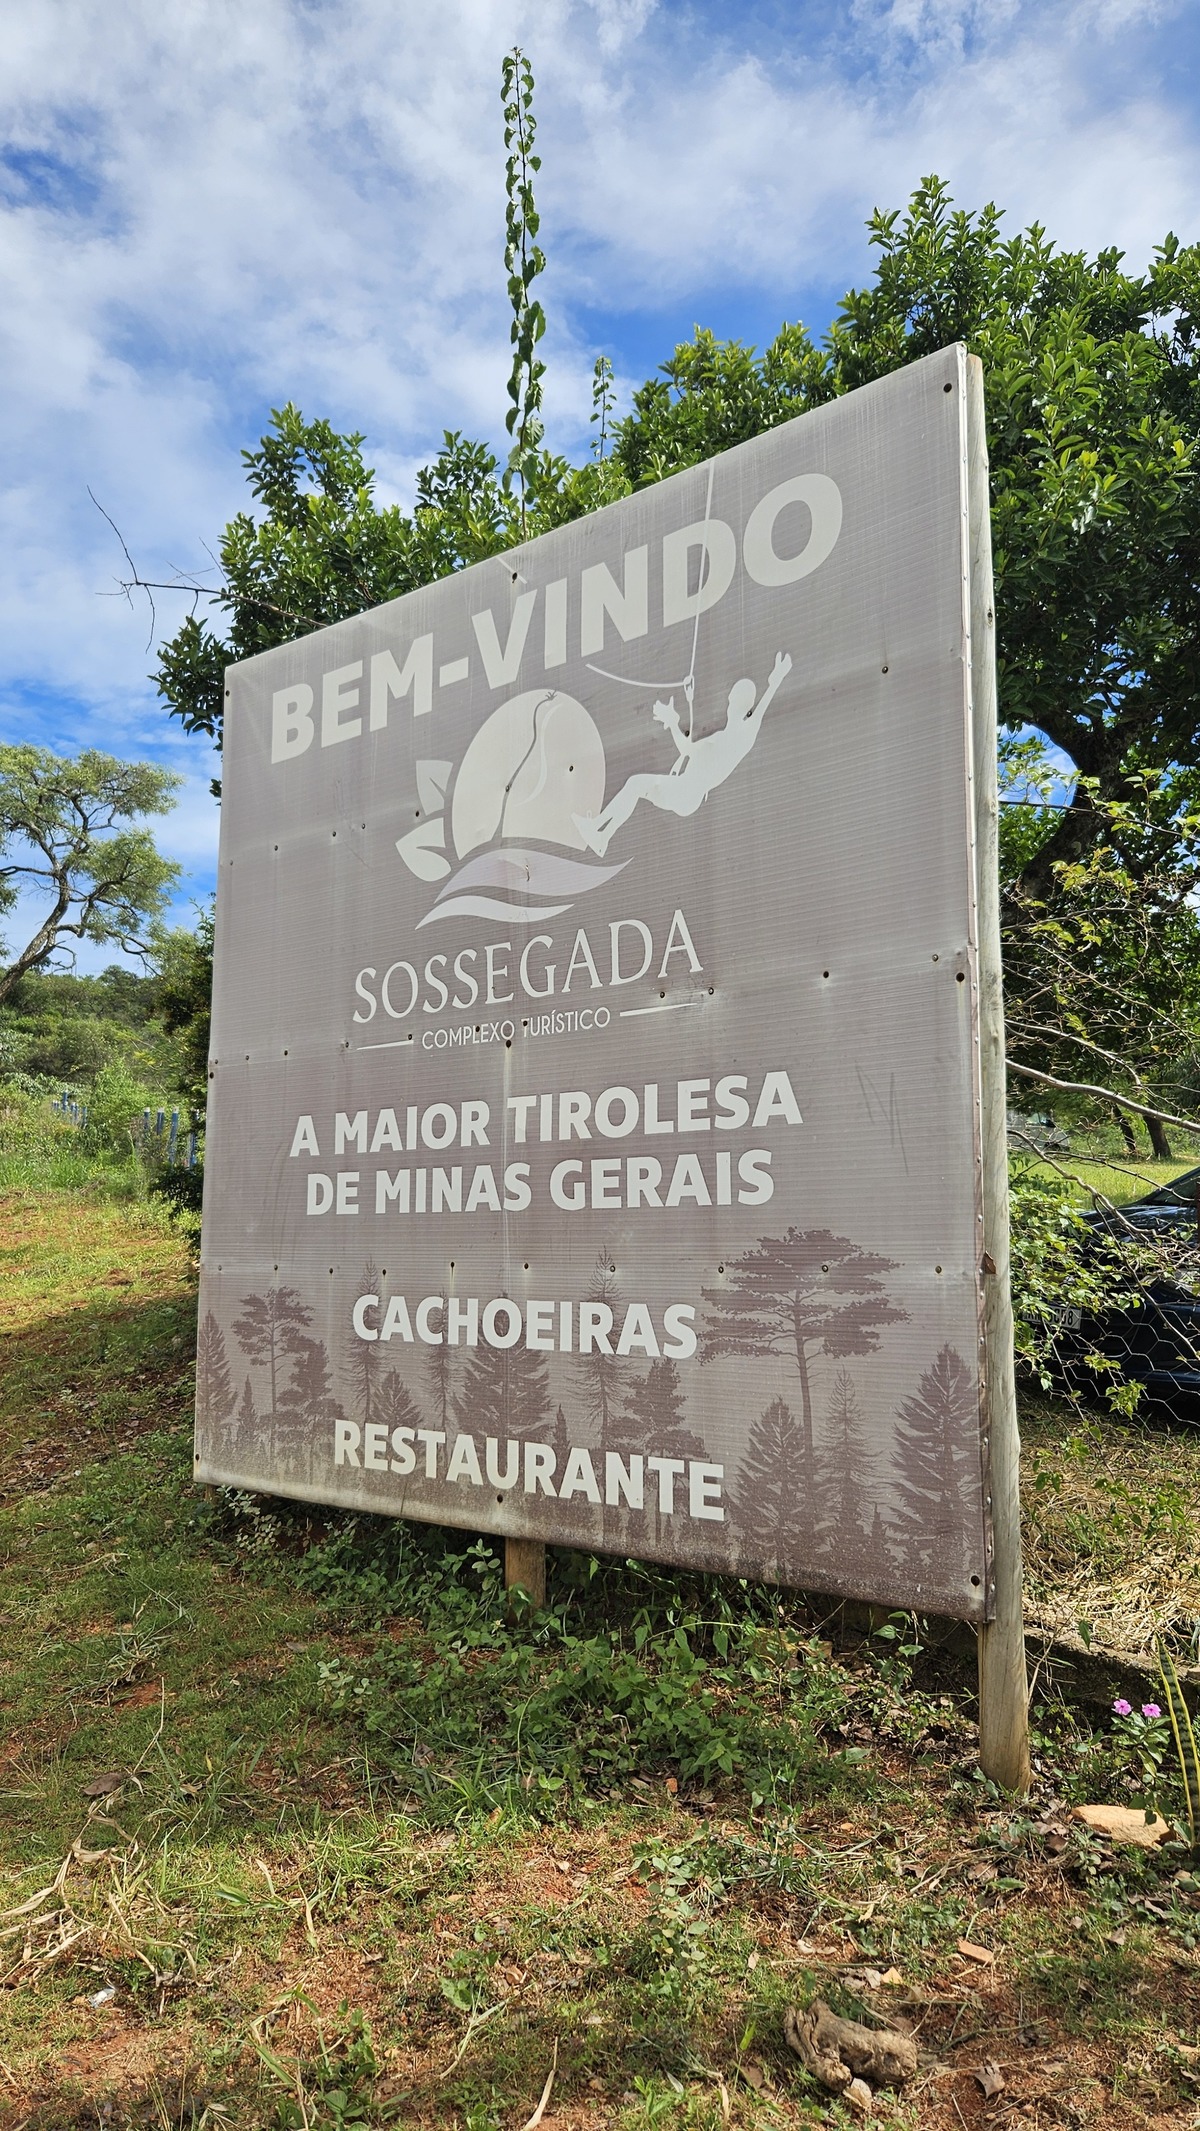 BEM-VINDO
SOSSEGADA
COMPLEXO TURÍSTICO
A MAIOR TIROLESA
DE MINAS GERAIS
CACHOEIRAS
RESTAURANTE